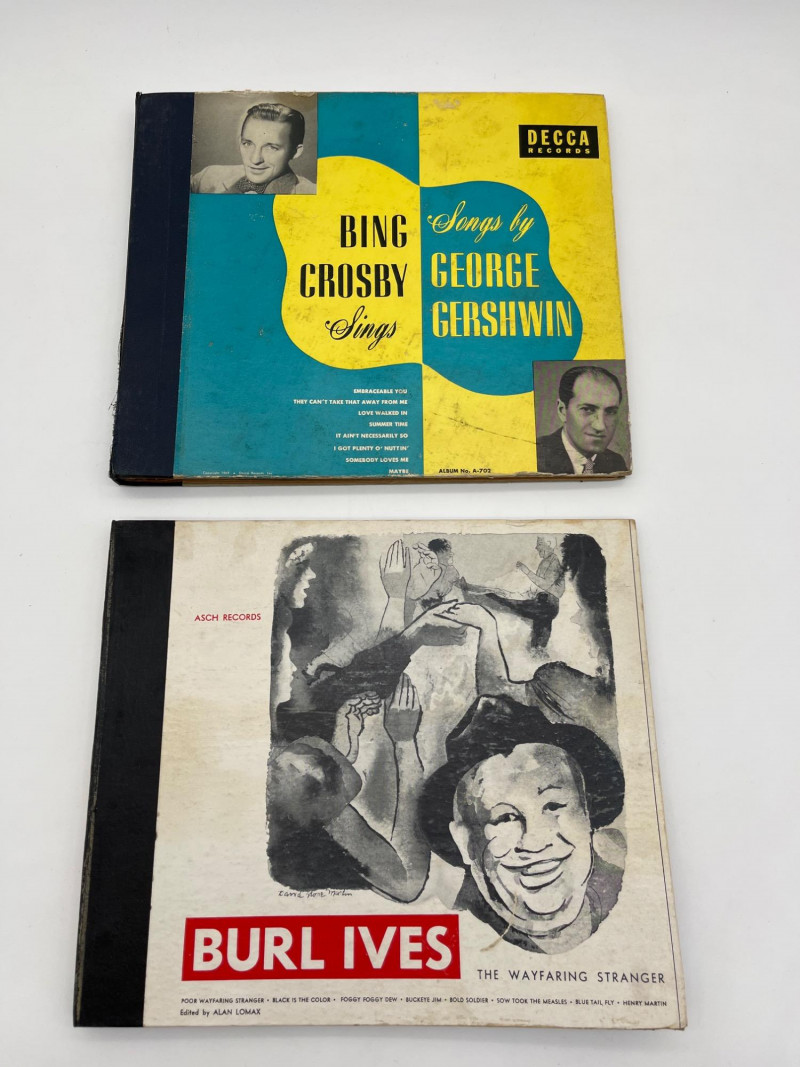 DECCA
RECORDS
BING
CROSBY
Sings
Songs by
GEORGE
GERSHWIN
EMBRACEABLE YOU
THEY CAN'T TAKE THAT AWAY FROM ME
LOVE WALKED IN
SUMMER TIME
IT AIN'T NECESSARILY SO
I GOT PLENTY O' NUTTIN'
SOMEBODY LOVES ME
MAYBE
ALBUM No. A-702
ASCH RECORDS
BURL IVES
THE WAYFARING STRANGER
POOR WAYFARING STRANGER • BLACK IS THE COLOR • FOGGY FOGGY DEW • BUCKEYE JIM • BOLD SOLDIER • SOW TOOK THE MEASLES • BLUE TAIL FLY • HENRY MARTIN
Edited by ALAN LOMAX